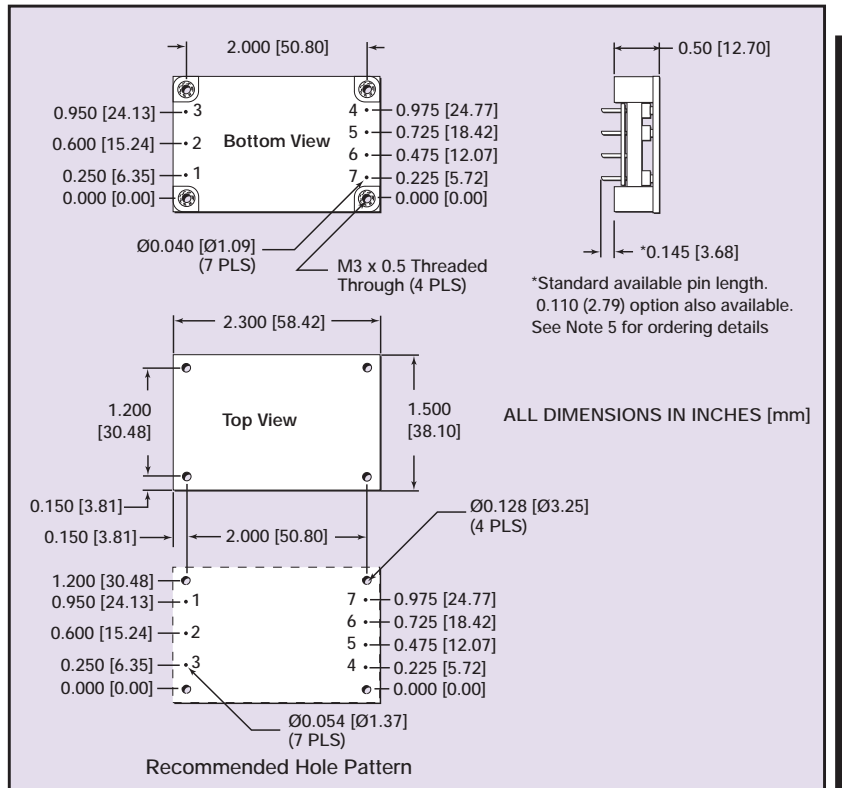 2.000 [50.80]
0.50 [12.70]
0.950 [24.13]
3
4
0.975 [24.77]
0.600 [15.24]
2
Bottom View
5
0.725 [18.42]
6
0.475 [12.07]
0.250 [6.35]
1
7
0.225 [5.72]
0.000 [0.00]
0.000 [0.00]
Ø0.040 [Ø1.09]
(7 PLS)
M3 x 0.5 Threaded
Through (4 PLS)
*0.145 [3.68]
*Standard available pin length.
0.110 (2.79) option also available.
See Note 5 for ordering details
2.300 [58.42]
1.200
[30.48]
Top View
1.500
[38.10]
ALL DIMENSIONS IN INCHES [mm]
0.150 [3.81]
0.150 [3.81]
2.000 [50.80]
Ø0.128 [Ø3.25]
(4 PLS)
1.200 [30.48]
0.950 [24.13]
1
7
0.975 [24.77]
0.600 [15.24]
2
6
0.725 [18.42]
5
0.475 [12.07]
0.250 [6.35]
3
4
0.225 [5.72]
0.000 [0.00]
0.000 [0.00]
Ø0.054 [Ø1.37]
(7 PLS)
Recommended Hole Pattern